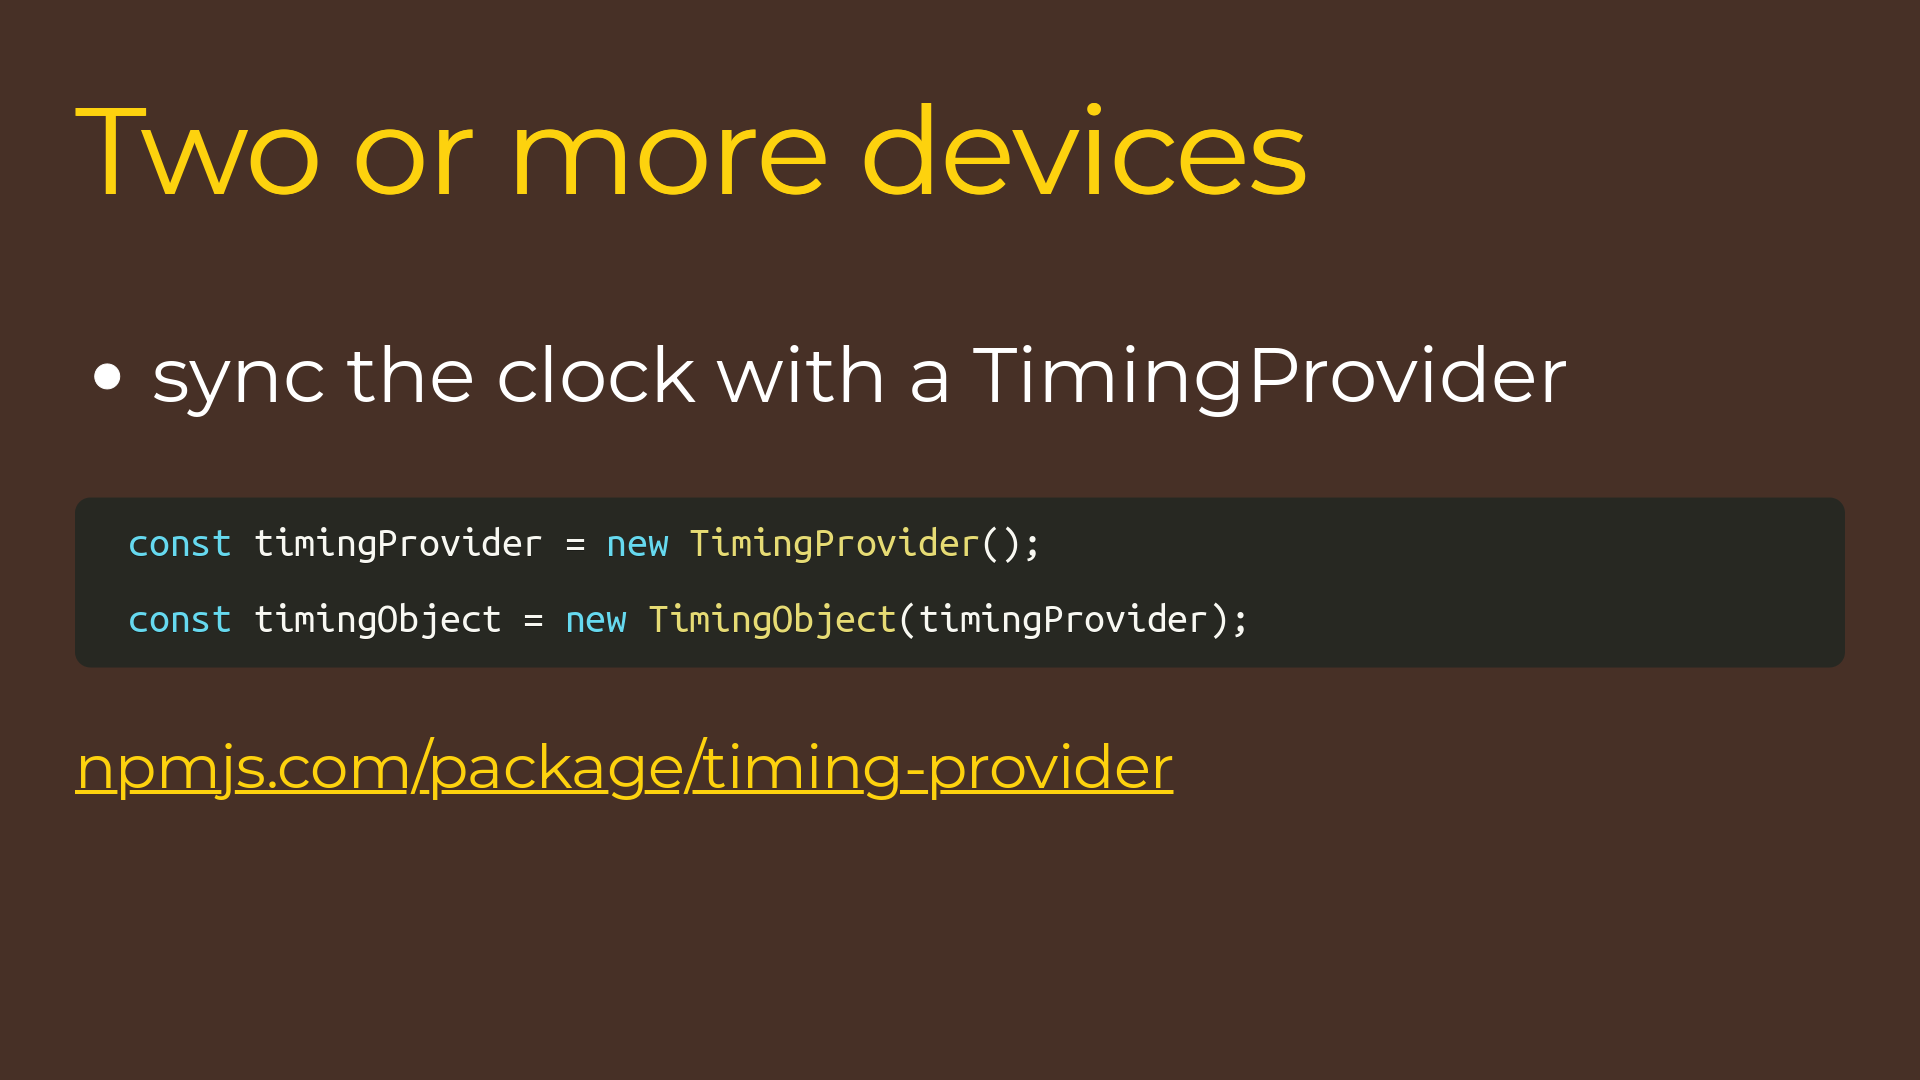 Two or more devices
• sync the clock with a TimingProvider
const timingProvider = new TimingProvider();
const timingObject = new TimingObject(timingProvider);
npmjs.com/package/timing-provider